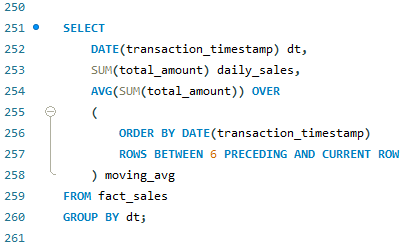 250
251 SELECT
252 DATE(transaction_timestamp) dt,
253 SUM(total_amount) daily_sales,
254 AVG(SUM(total_amount)) OVER
255 (
256 ORDER BY DATE(transaction_timestamp)
257 ROWS BETWEEN 6 PRECEDING AND CURRENT ROW
258 ) moving_avg
259 FROM fact_sales
260 GROUP BY dt;
261